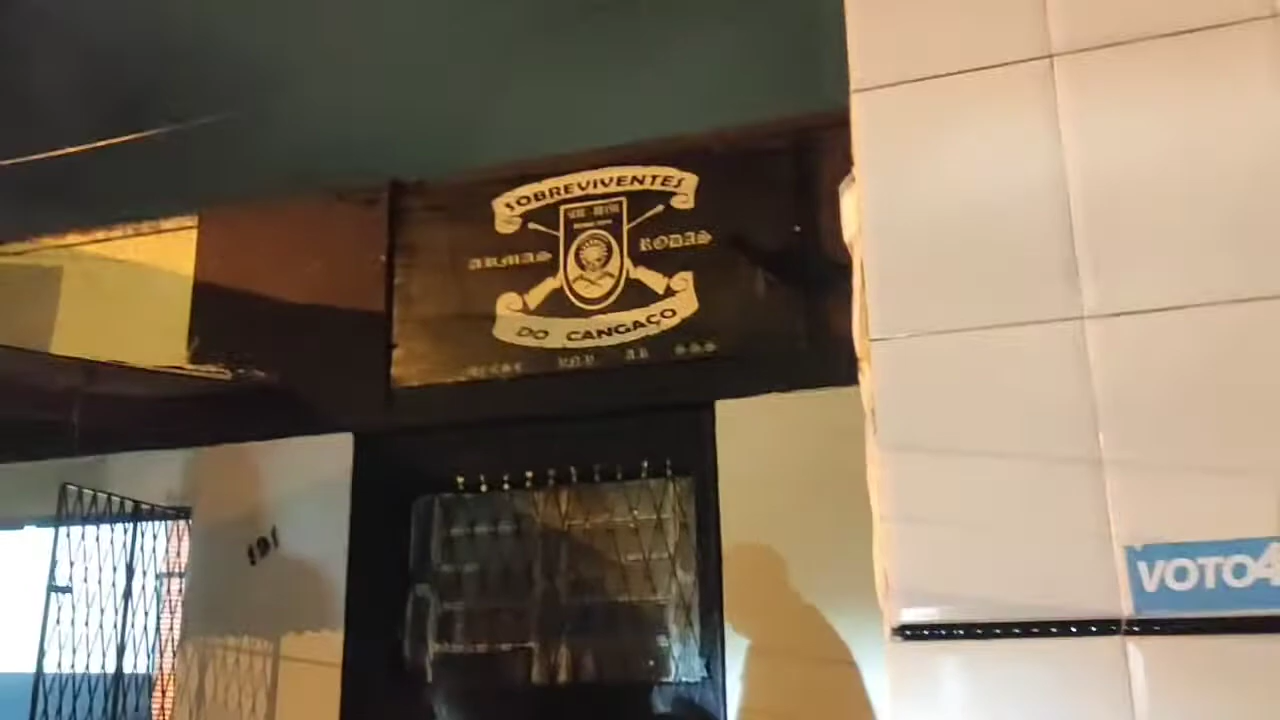 SOBREVIVENTES
ARMAS RODAS
DO CANGAÇO
191
VOTO4